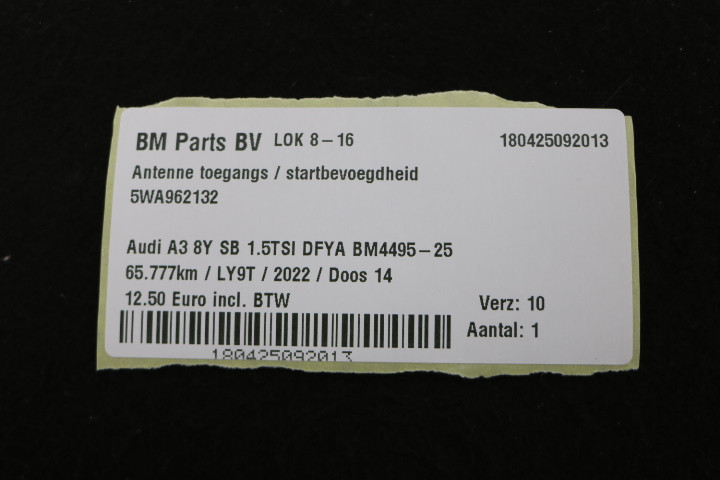 BM Parts BV LOK 8-16 180425092013
Antenne toegangs / startbevoegdheid
5WA962132
Audi A3 8Y SB 1.5TSI DFYA BM4495-25
65.777km / LY9T / 2022 / Doos 14
12.50 Euro incl. BTW Verz: 10
Aantal: 1
180425092013